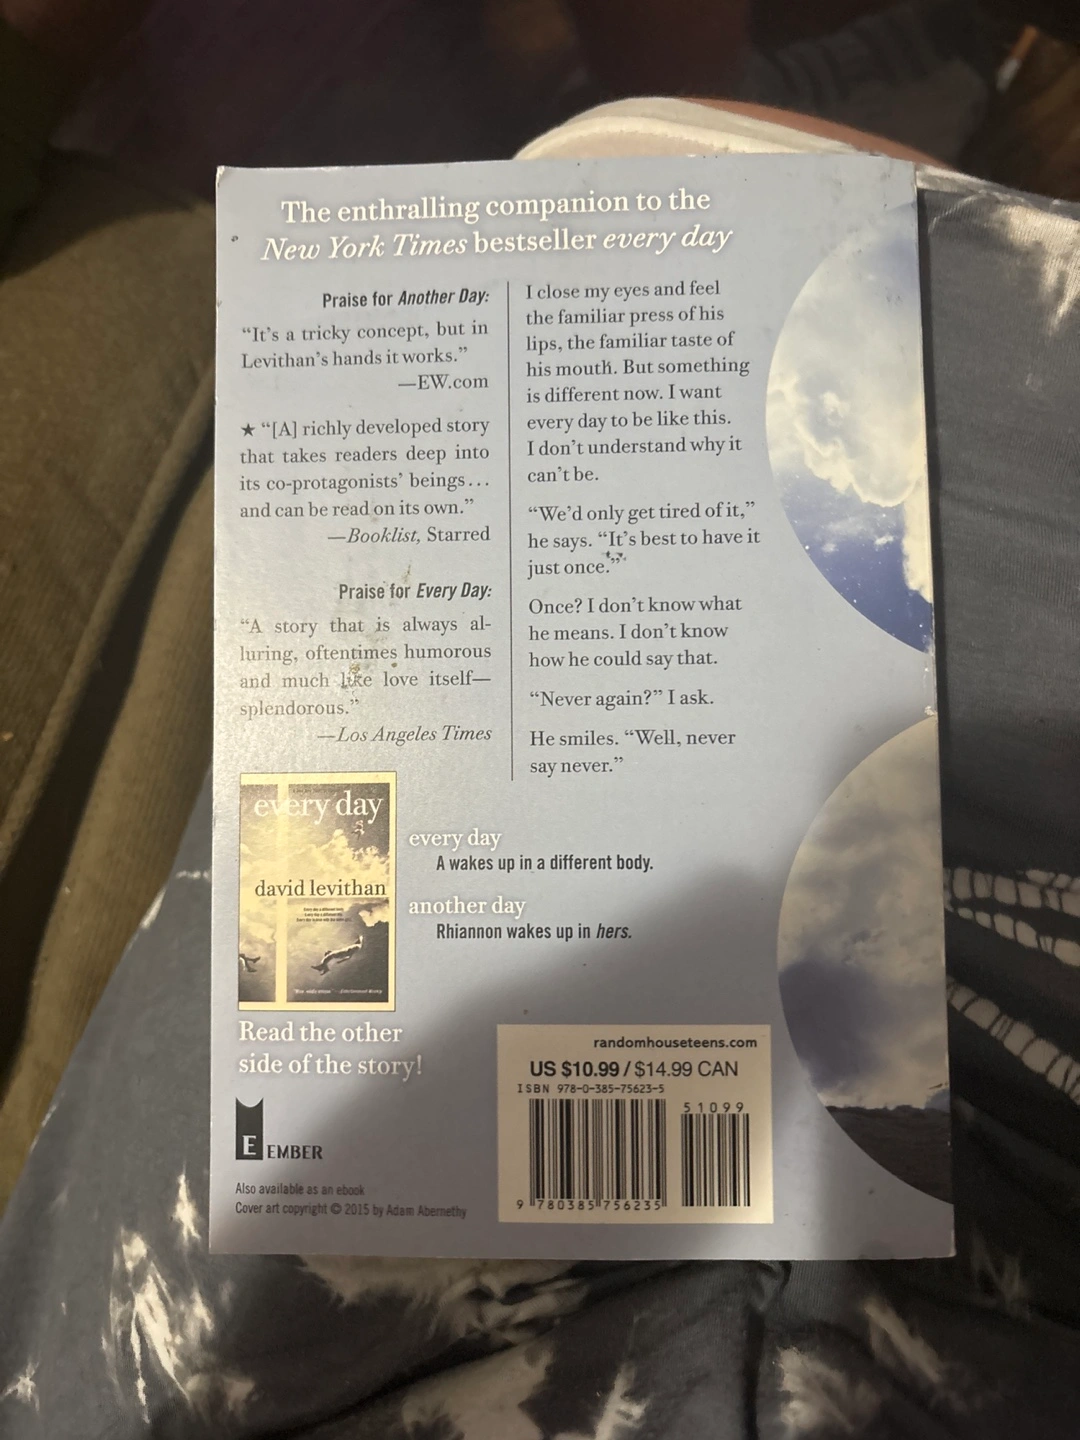 The enthralling companion to the
New York Times bestseller every day
Praise for Another Day:
“It’s a tricky concept, but in
Levithan’s hands it works.”
—EW.com
★ “[A] richly developed story
that takes readers deep into
its co-protagonists’ beings...
and can be read on its own.”
—Booklist, Starred
Praise for Every Day:
“A story that is always al-
luring, oftentimes humorous
and much like love itself—
splendorous.”
—Los Angeles Times
I close my eyes and feel
the familiar press of his
lips, the familiar taste of
his mouth. But something
is different now. I want
every day to be like this.
I don’t understand why it
can’t be.
“We’d only get tired of it,”
he says. “It’s best to have it
just once.”
Once? I don’t know what
he means. I don’t know
how he could say that.
“Never again?” I ask.
He smiles. “Well, never
say never.”
every day
david levithan
every day
A wakes up in a different body.
another day
Rhiannon wakes up in hers.
Read the other
side of the story!
E EMBER
Also available as an ebook
Cover art copyright © 2015 by Adam Abernethy
randomhouseteens.com
US $10.99 / $14.99 CAN
ISBN 978-0-385-75623-5
51099
9 780385 756235